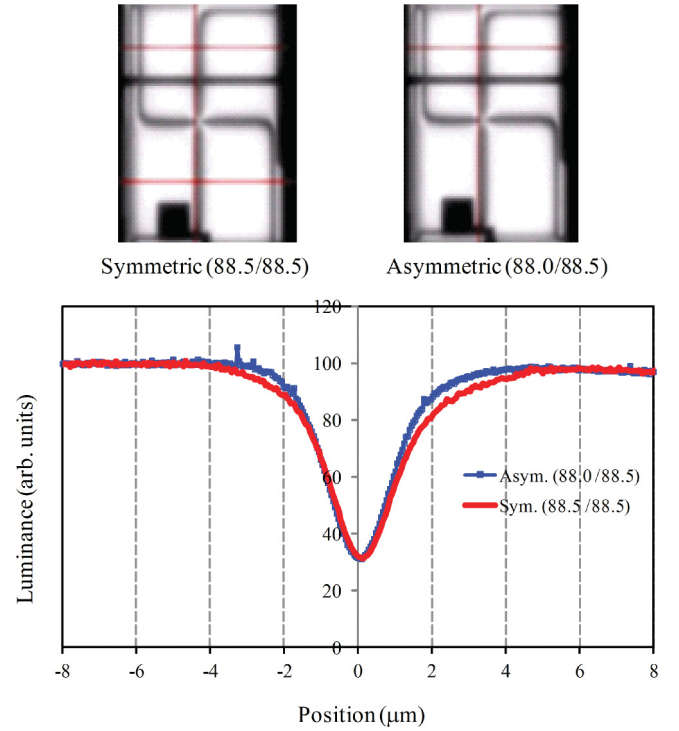 Symmetric (88.5/88.5)
Asymmetric (88.0/88.5)
120
100
80
60
40
20
0
Luminance (arb. units)
Asym. (88.0/88.5)
Sym. (88.5/88.5)
-8 -6 -4 -2 0 2 4 6 8
Position (μm)